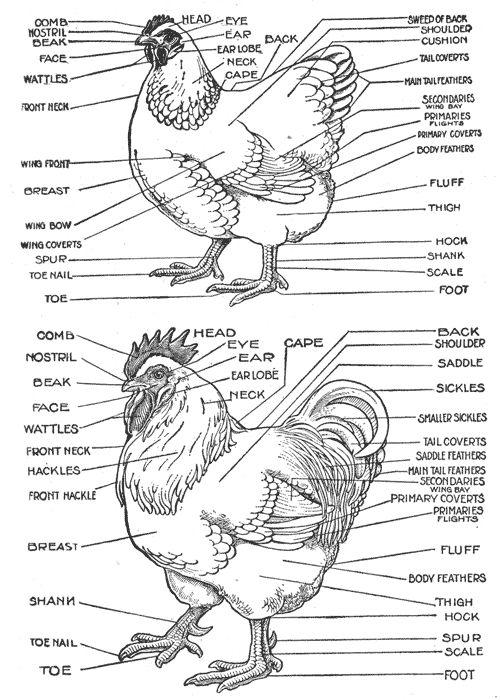 COMB
NOSTRIL
BEAK
FACE
WATTLES
FRONT NECK
WING FRONT
BREAST
WING BOW
WING COVERTS
SPUR
TOE NAIL
TOE
HEAD
EYE
EAR
EAR LOBE
NECK
CAPE
BACK
SWEED OF BACK
SHOULDER
CUSHION
TAIL COVERTS
MAIN TAIL FEATHERS
SECONDARIES
WING BAY
PRIMARIES
FLIGHTS
PRIMARY COVERTS
BODY FEATHERS
FLUFF
THIGH
HOCK
SHANK
SCALE
FOOT
COMB
NOSTRIL
BEAK
FACE
WATTLES
FRONT NECK
HACKLES
FRONT HACKLE
BREAST
SHANK
TOE NAIL
TOE
HEAD
EYE
EAR
EAR LOBE
NECK
CAPE
BACK
SHOULDER
SADDLE
SICKLES
SMALLER SICKLES
TAIL COVERTS
SADDLE FEATHERS
MAIN TAIL FEATHERS
SECONDARIES
WING BAY
PRIMARY COVERTS
PRIMARIES
FLIGHTS
FLUFF
BODY FEATHERS
THIGH
HOCK
SPUR
SCALE
FOOT